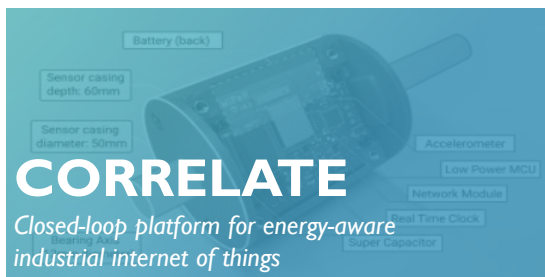 Battery (back)
Sensor casing
depth: 60mm
Sensor casing
diameter: 50mm
Accelerometer
Low Power MCU
CORRELATE
Network Module
Real Time Clock
Closed-loop platform for energy-aware
Super Capacitor
Bearing Axis
industrial internet of things